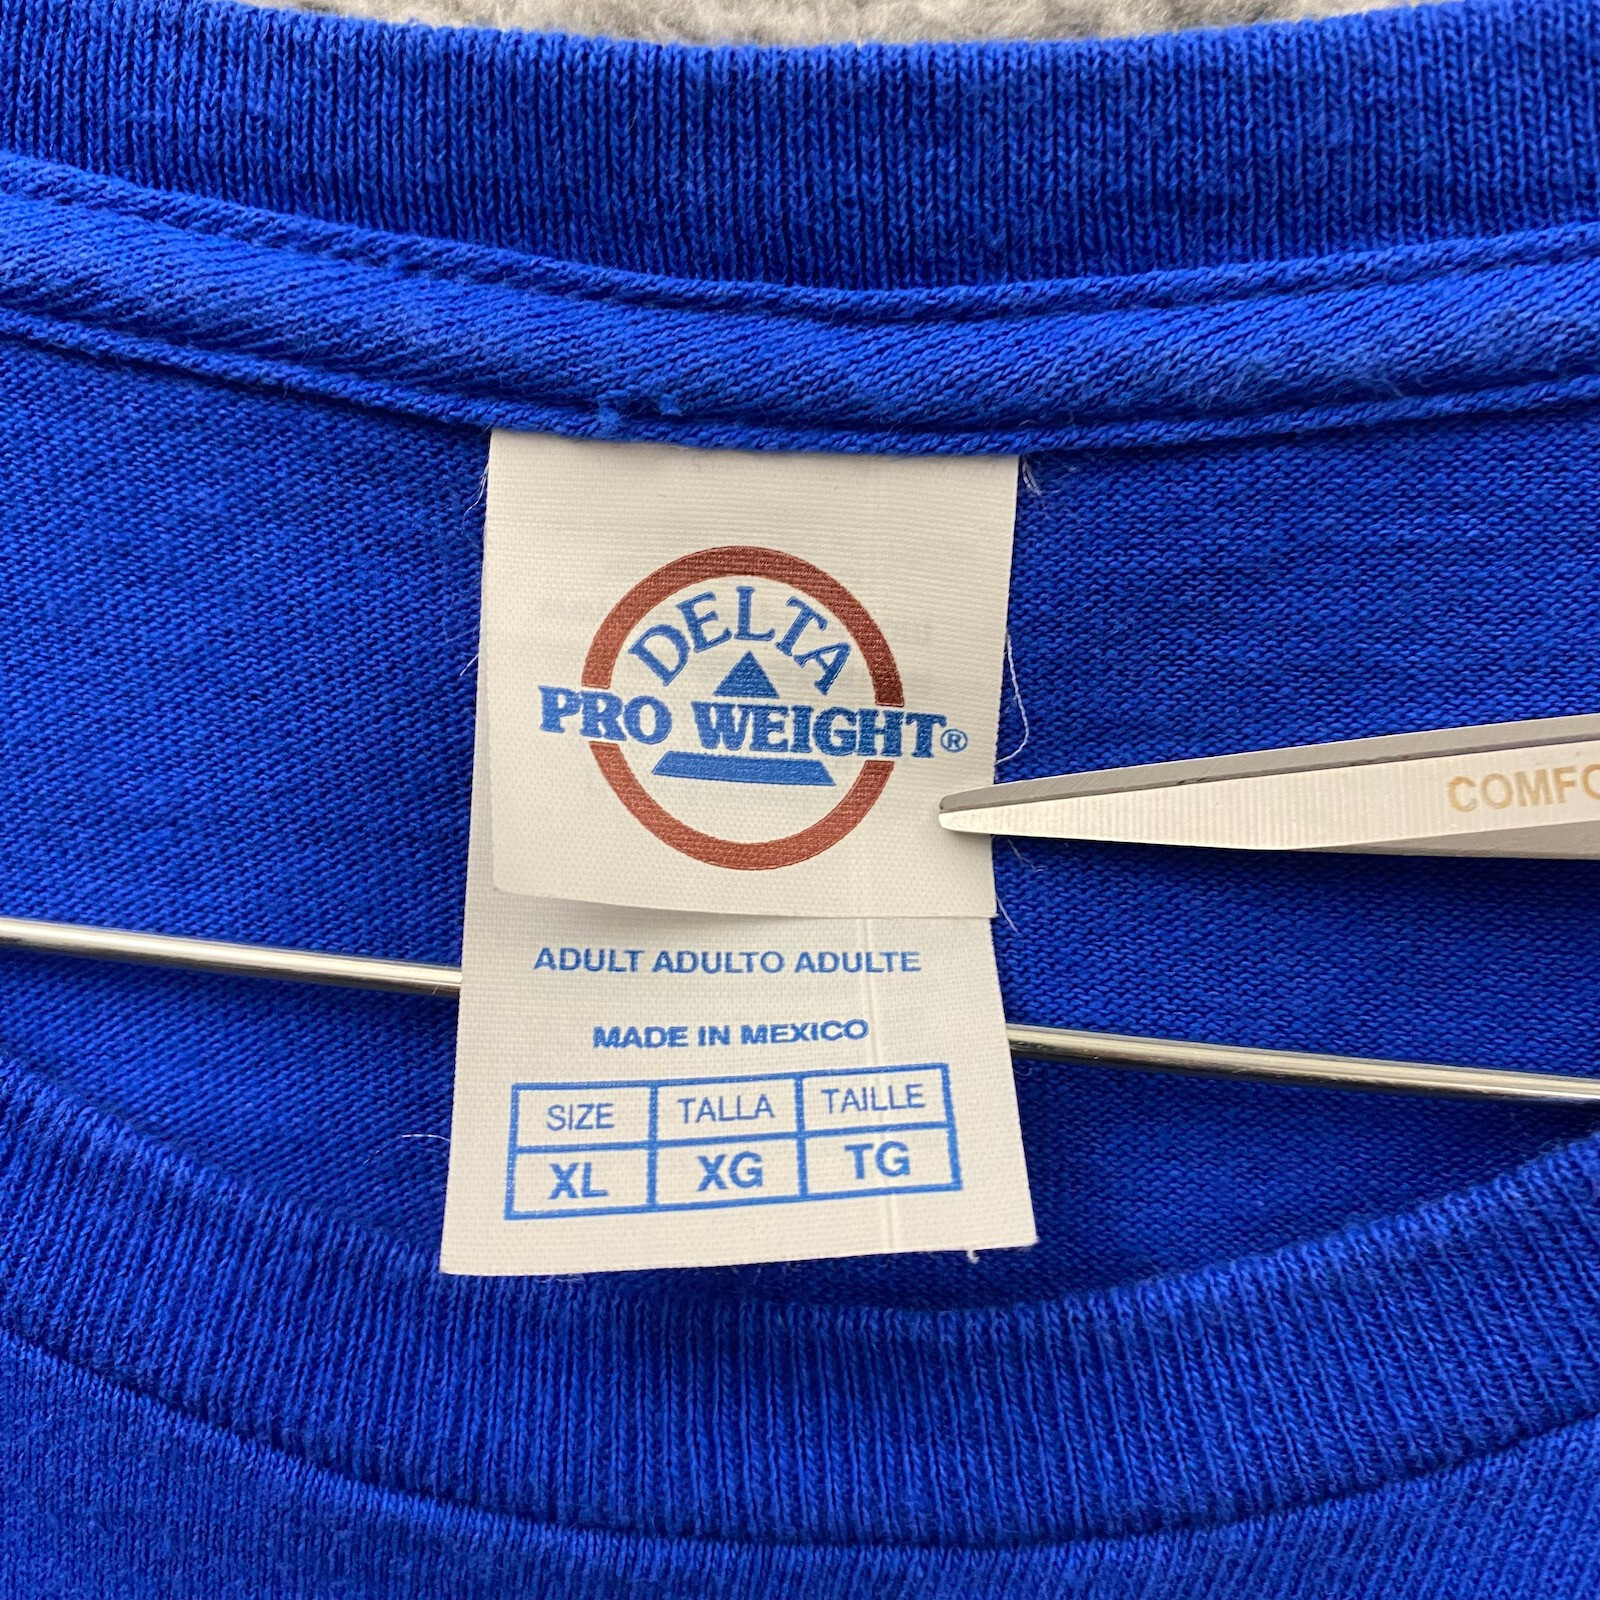 DELTA
PRO WEIGHT®
COMFO
ADULT ADULTO ADULTE
MADE IN MEXICO
SIZE TALLA TAILLE
XL XG TG